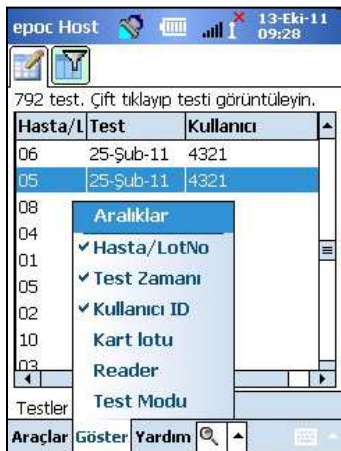 epoc Host
13-Eki-11
09:28
792 test. Çift tıklayıp testi görüntüleyin.
Hasta/L Test Kullanıcı
06 25-Şub-11 4321
05 25-Şub-11 4321
08
04
01
05
02
10
03
Aralıklar
Hasta/LotNo
Test Zamanı
Kullanıcı ID
Kart lotu
Reader
Test Modu
Testler
Araçlar Göster Yardım